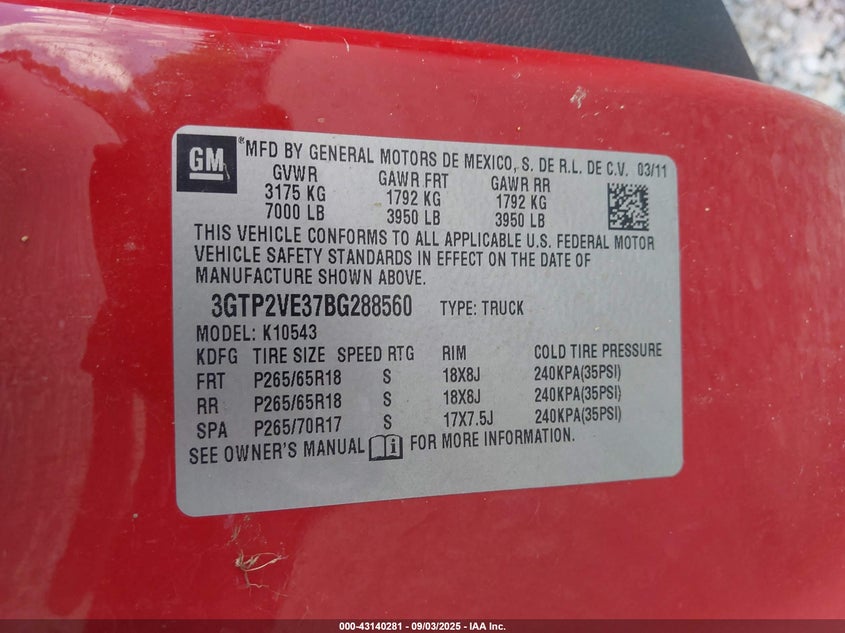 GM ® MFD BY GENERAL MOTORS DE MEXICO, S. DE R.L. DE C.V. 03/11
GVWR GAWR FRT GAWR RR
3175 KG 1792 KG 1792 KG
7000 LB 3950 LB 3950 LB
THIS VEHICLE CONFORMS TO ALL APPLICABLE U.S. FEDERAL MOTOR
VEHICLE SAFETY STANDARDS IN EFFECT ON THE DATE OF
MANUFACTURE SHOWN ABOVE.
3GTP2VE37BG288560 TYPE: TRUCK
MODEL: K10543
KDFG TIRE SIZE SPEED RTG RIM COLD TIRE PRESSURE
FRT P265/65R18 S 18X8J 240KPA(35PSI)
RR P265/65R18 S 18X8J 240KPA(35PSI)
SPA P265/70R17 S 17X7.5J 240KPA(35PSI)
SEE OWNER'S MANUAL FOR MORE INFORMATION.
000-43140281 - 09/03/2025 - IAA Inc.